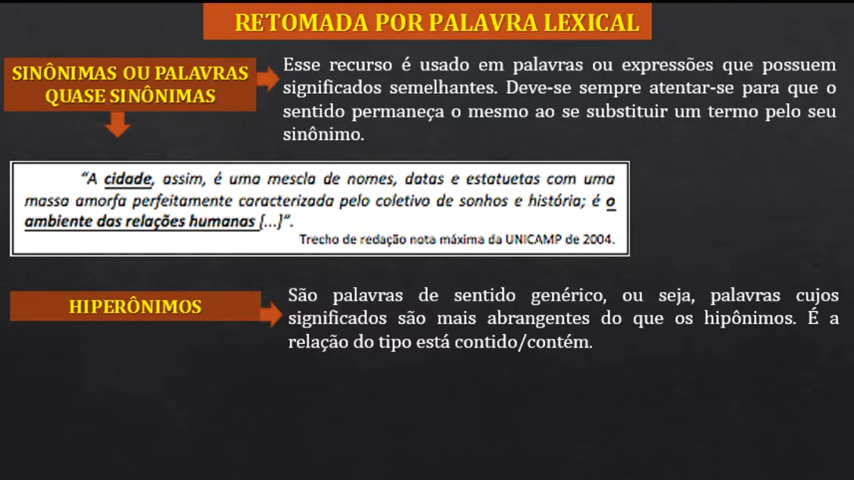 RETOMADA POR PALAVRA LEXICAL
SINÔNIMAS OU PALAVRAS
QUASE SINÔNIMAS
Esse recurso é usado em palavras ou expressões que possuem
significados semelhantes. Deve-se sempre atentar-se para que o
sentido permaneça o mesmo ao se substituir um termo pelo seu
sinônimo.
“A cidade, assim, é uma mescla de nomes, datas e estatuetas com uma
massa amorfa perfeitamente caracterizada pelo coletivo de sonhos e história; é o
ambiente das relações humanas [...]”.
Trecho de redação nota máxima da UNICAMP de 2004.
HIPERÔNIMOS
São palavras de sentido genérico, ou seja, palavras cujos
significados são mais abrangentes do que os hipônimos. É a
relação do tipo está contido/contém.